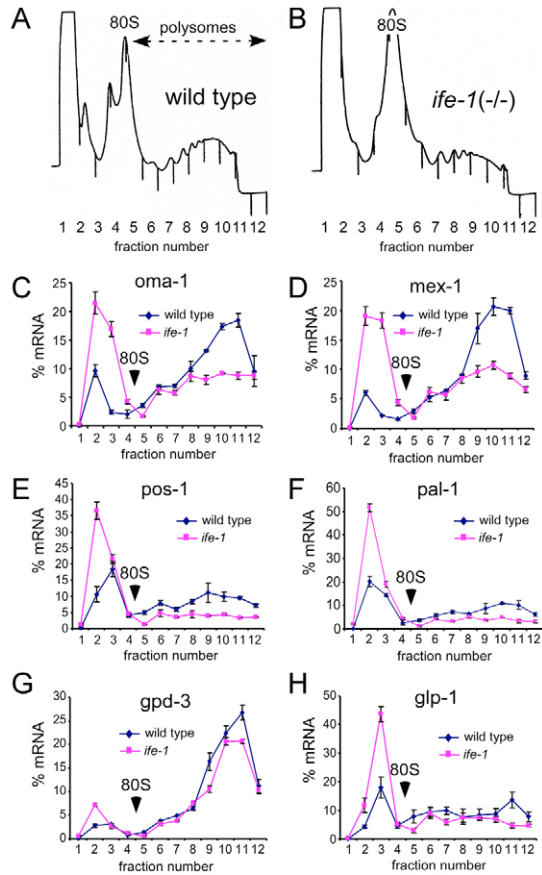 A
80S
polysomes
wild type
1 2 3 4 5 6 7 8 9 10 11 12
fraction number
B
80S
ife-1(-/-)
1 2 3 4 5 6 7 8 9 10 11 12
fraction number
C
oma-1
% mRNA
25
20
15
10
5
0
wild type
ife-1
80S
1 2 3 4 5 6 7 8 9 10 11 12
fraction number
D
mex-1
% mRNA
25
20
15
10
5
0
wild type
ife-1
80S
1 2 3 4 5 6 7 8 9 10 11 12
fraction number
E
pos-1
% mRNA
45
40
35
30
25
20
15
10
5
0
wild type
ife-1
80S
1 2 3 4 5 6 7 8 9 10 11 12
fraction number
F
pal-1
% mRNA
60
50
40
30
20
10
0
wild type
ife-1
80S
1 2 3 4 5 6 7 8 9 10 11 12
fraction number
G
gpd-3
% mRNA
30
25
20
15
10
5
0
wild type
ife-1
80S
1 2 3 4 5 6 7 8 9 10 11 12
fraction number
H
glp-1
% mRNA
50
40
30
20
10
0
wild type
ife-1
80S
1 2 3 4 5 6 7 8 9 10 11 12
fraction number